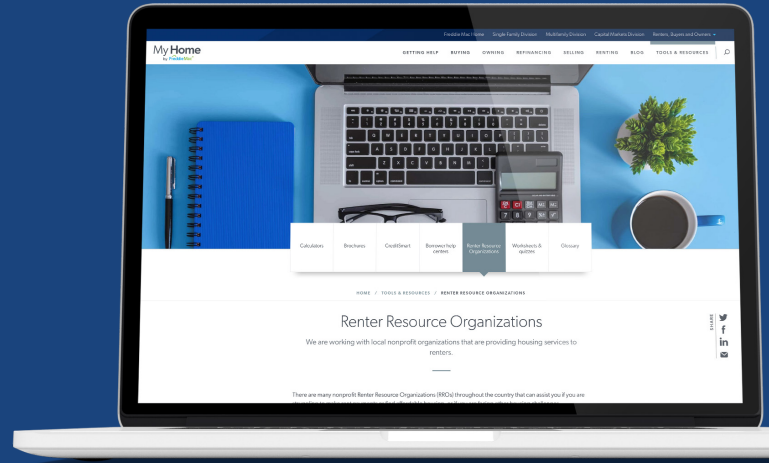 Freddie Mac Home Single Family Division Multifamily Division Capital Markets Division Renters, Buyers and Owners
My Home
by Freddie Mac
GETTING HELP BUYING OWNING REFINANCING SELLING RENTING BLOG TOOLS & RESOURCES
Calculators
Brochures
CreditSmart
Borrower help
centers
Renter Resource
Organizations
Worksheets &
quizzes
Glossary
HOME / TOOLS & RESOURCES / RENTER RESOURCE ORGANIZATIONS
Renter Resource Organizations
We are working with local nonprofit organizations that are providing housing services to
renters.
SHARE
There are many nonprofit Renter Resource Organizations (RROs) throughout the country that can assist you if you are